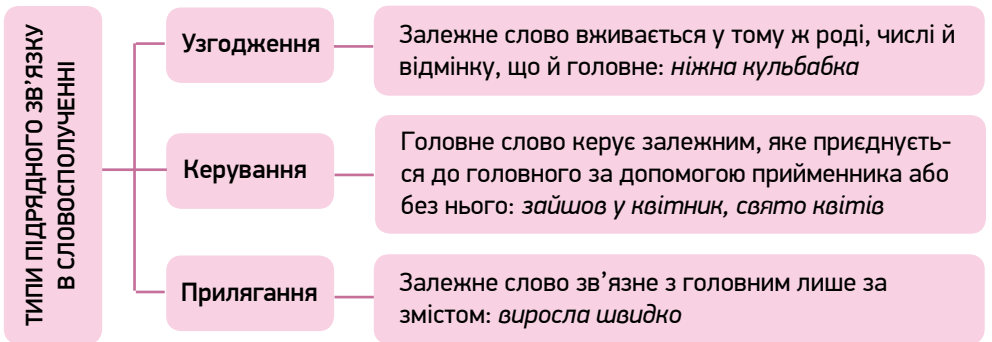 ТИПИ ПІДРЯДНОГО ЗВ’ЯЗКУ
В СЛОВОСПОЛУЧЕННІ
Узгодження
Залежне слово вживається у тому ж роді, числі й
відмінку, що й головне: ніжна кульбабка
Керування
Головне слово керує залежним, яке приєднуєть-
ся до головного за допомогою прийменника або
без нього: зайшов у квітник, свято квітів
Прилягання
Залежне слово зв’язне з головним лише за
змістом: виросла швидко